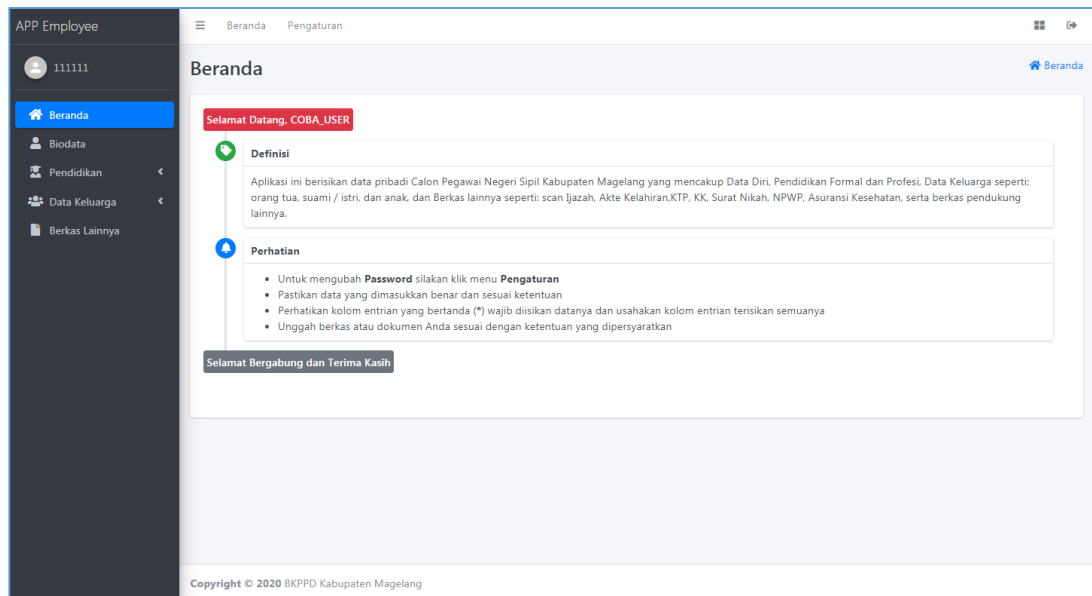 APP Employee
Beranda Pengaturan
111111
Beranda
Beranda
Beranda
Biodata
Pendidikan
Data Keluarga
Berkas Lainnya
Selamat Datang, COBA_USER
Definisi
Aplikasi ini berisikan data pribadi Calon Pegawai Negeri Sipil Kabupaten Magelang yang mencakup Data Diri, Pendidikan Formal dan Profesi, Data Keluarga seperti:
orang tua, suami / istri, dan anak, dan Berkas lainnya seperti: scan Ijazah, Akte Kelahiran,KTP, KK, Surat Nikah, NPWP, Asuransi Kesehatan, serta berkas pendukung
lainnya.
Perhatian
• Untuk mengubah Password silakan klik menu Pengaturan
• Pastikan data yang dimasukkan benar dan sesuai ketentuan
• Perhatikan kolom entrian yang bertanda (*) wajib diisikan datanya dan usahakan kolom entrian terisikan semuanya
• Unggah berkas atau dokumen Anda sesuai dengan ketentuan yang dipersyaratkan
Selamat Bergabung dan Terima Kasih
Copyright © 2020 BKPPD Kabupaten Magelang